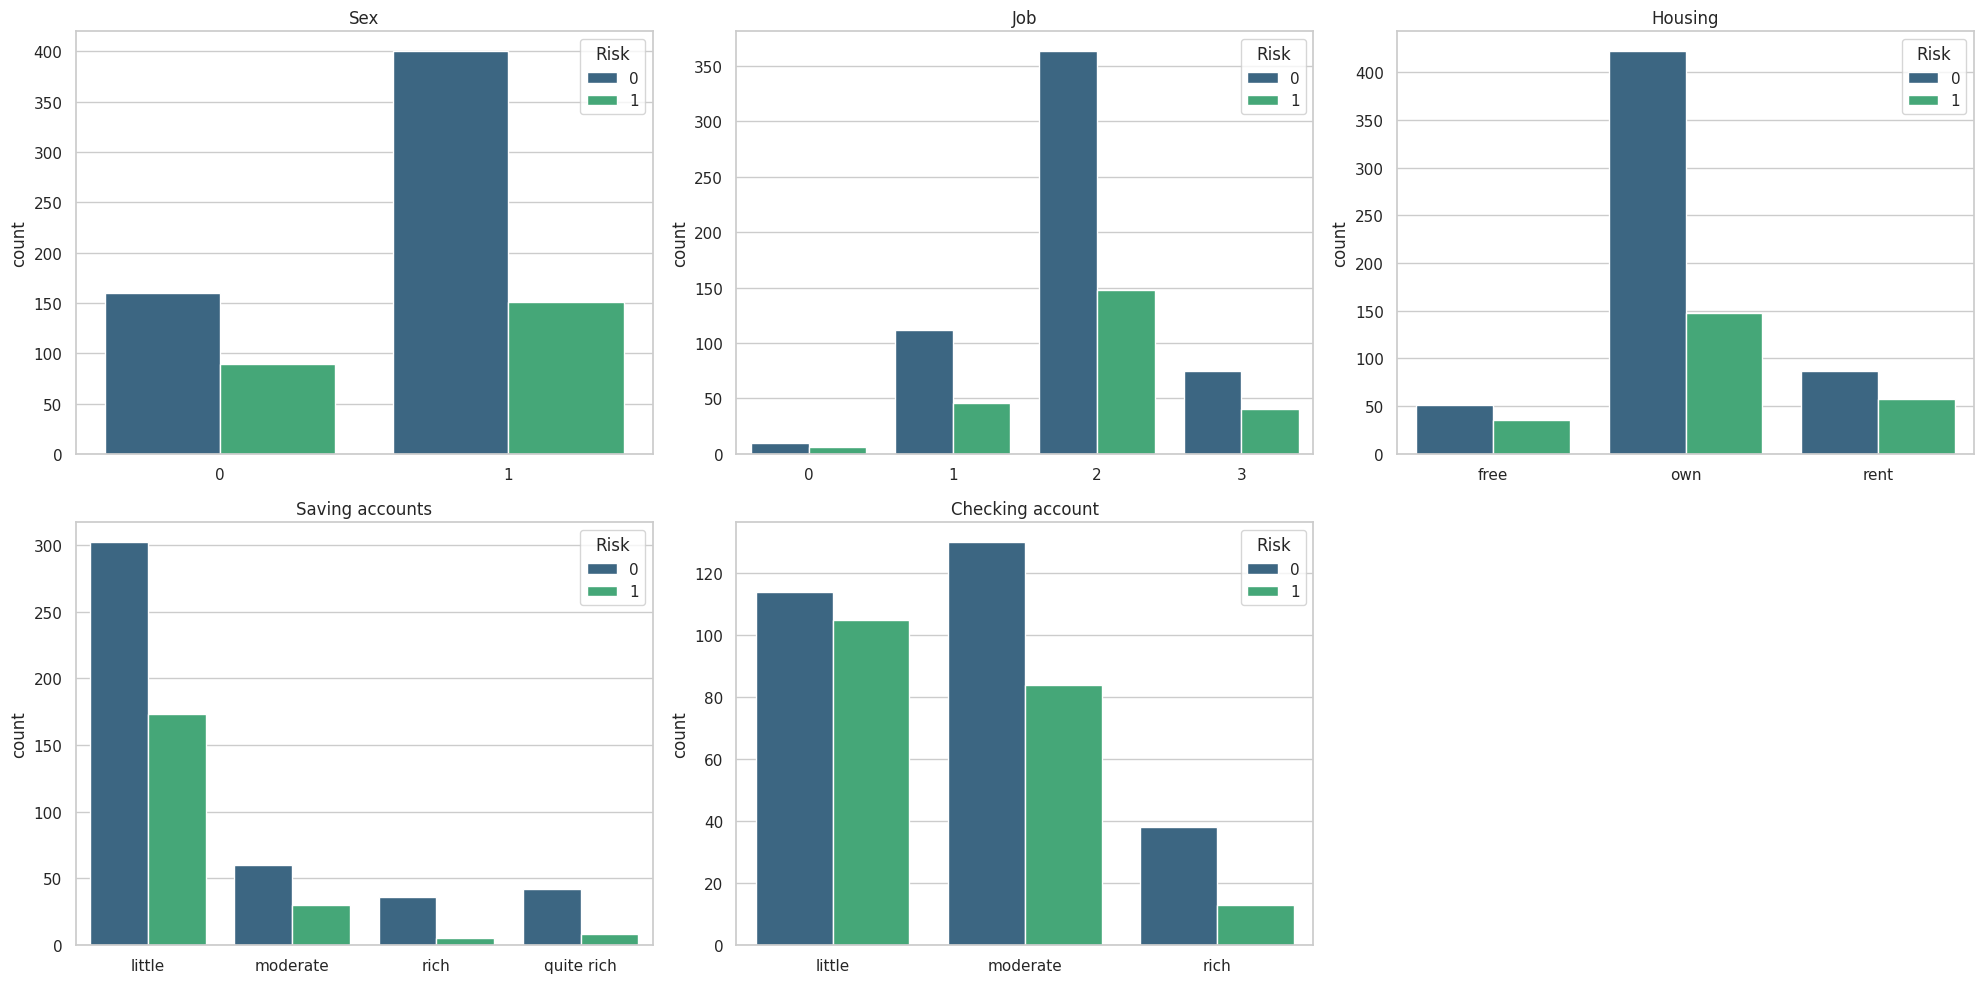 Sex
count
400
350
300
250
200
150
100
50
0
0 1
Risk
0
1
Job
count
350
300
250
200
150
100
50
0
0 1 2 3
Risk
0
1
Housing
count
400
350
300
250
200
150
100
50
0
free own rent
Risk
0
1
Saving accounts
count
300
250
200
150
100
50
0
little moderate rich quite rich
Risk
0
1
Checking account
count
120
100
80
60
40
20
0
little moderate rich
Risk
0
1